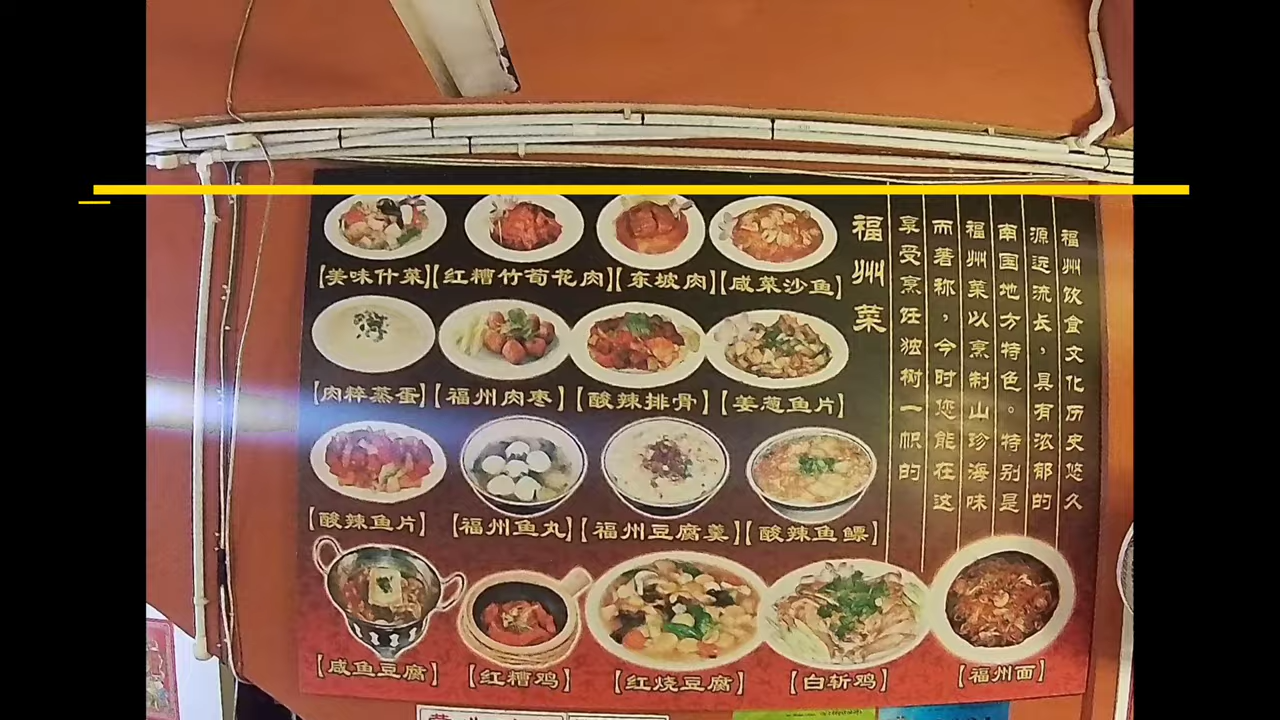 福州菜
福州饮食文化历史悠久
源远流长，具有浓郁的
南国地方特色。特别是
福州菜以烹制山珍海味
而著称，今时您能在这
享受烹饪独树一帜的
【美味什菜】【红糟竹荀花肉】【东坡肉】【咸菜沙鱼】
【肉粹蒸蛋】【福州肉枣】【酸辣排骨】【姜葱鱼片】
【酸辣鱼片】【福州鱼丸】【福州豆腐羹】【酸辣鱼鳔】
【咸鱼豆腐】【红糟鸡】【红烧豆腐】【白斩鸡】【福州面】